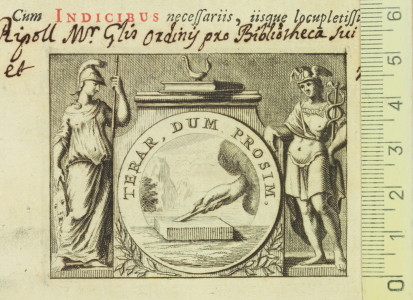 Cum INDICIBUS necessariis, iisque locupletissi
Ripoll Mr. Glis Ordinis pro Bibliotheca sui
et
TERAR, DUM PROSIM.
0 1 2 3 4 5 6